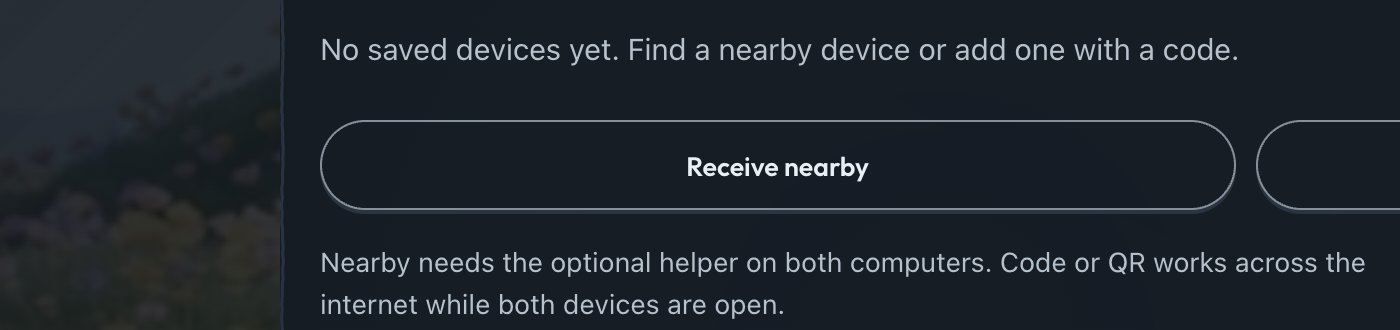 No saved devices yet. Find a nearby device or add one with a code.
Receive nearby
Nearby needs the optional helper on both computers. Code or QR works across the
internet while both devices are open.